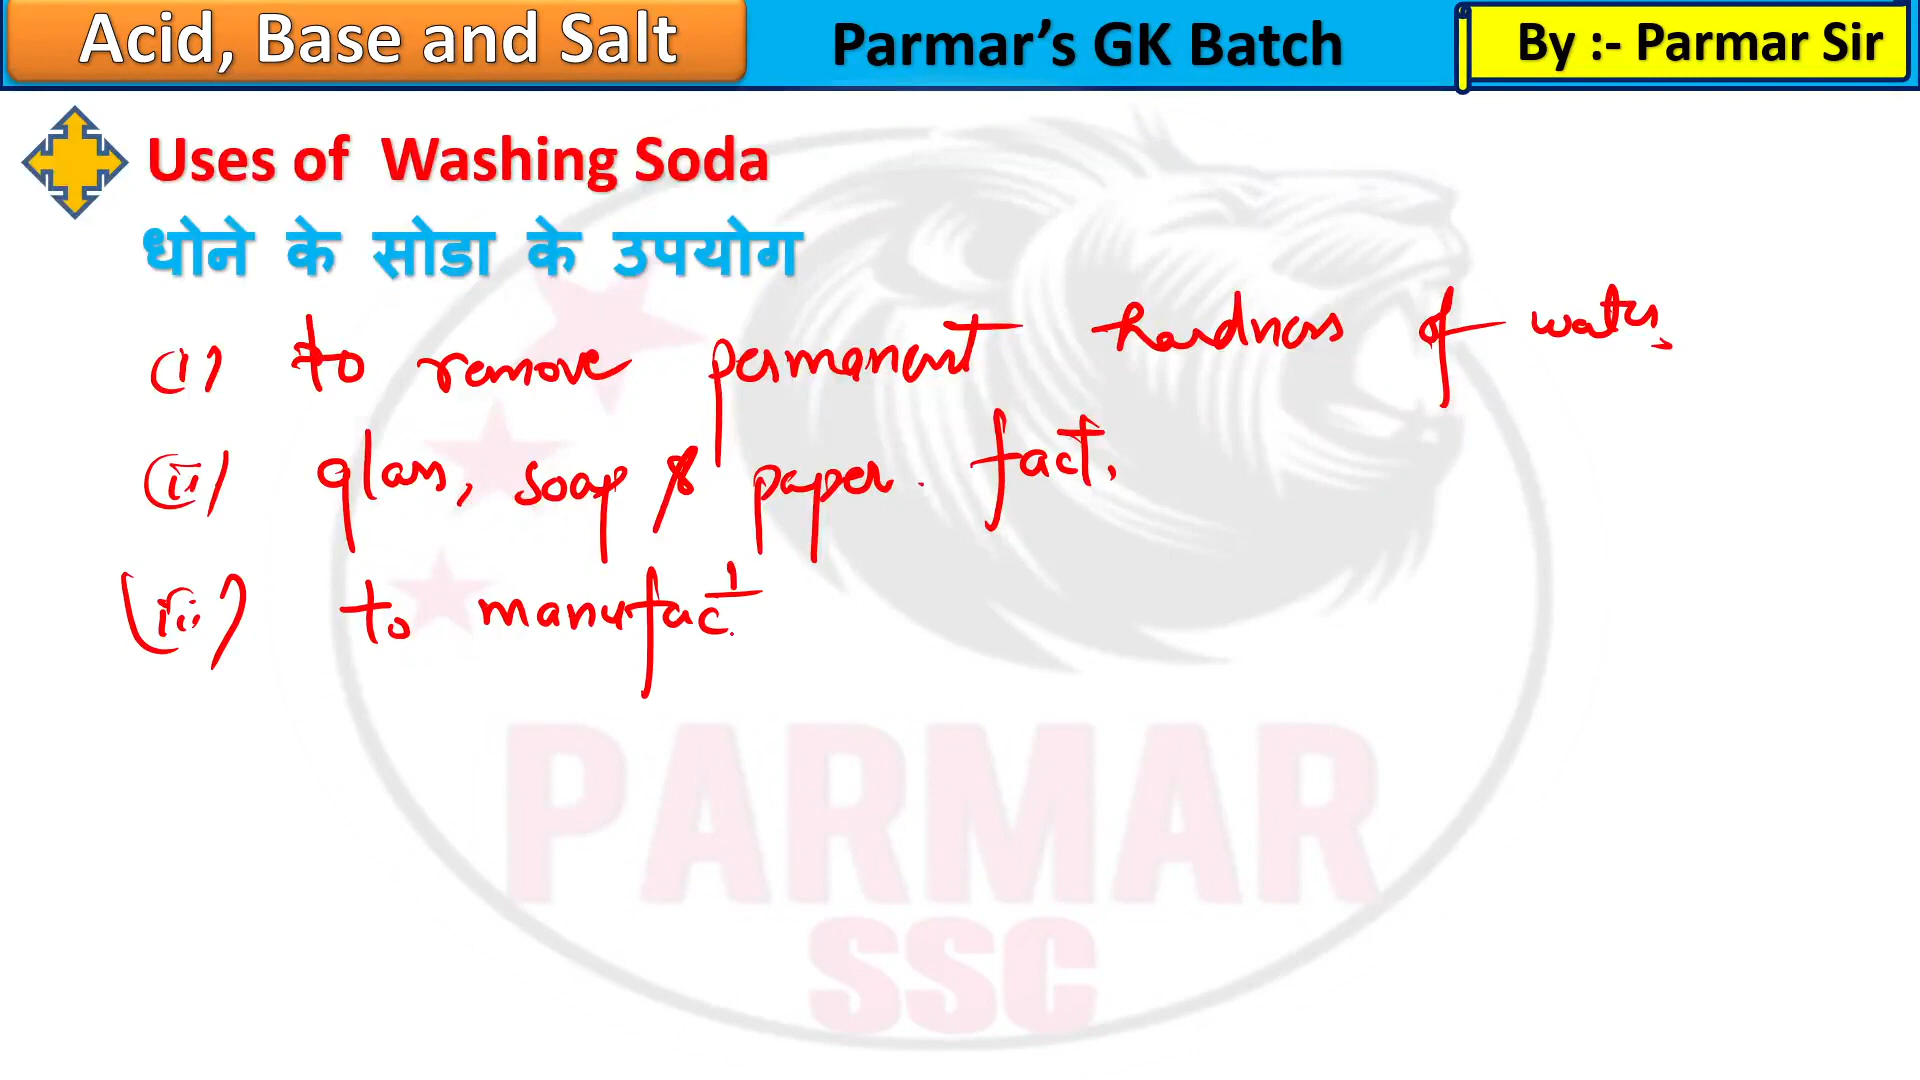 Acid, Base and Salt
Parmar’s GK Batch
By :- Parmar Sir
Uses of Washing Soda
धोने के सोडा के उपयोग
(i) to remove permanent hardness of water.
(ii) glass, soap & paper. fact.
(iii) to manufact.
PARMAR
SSC